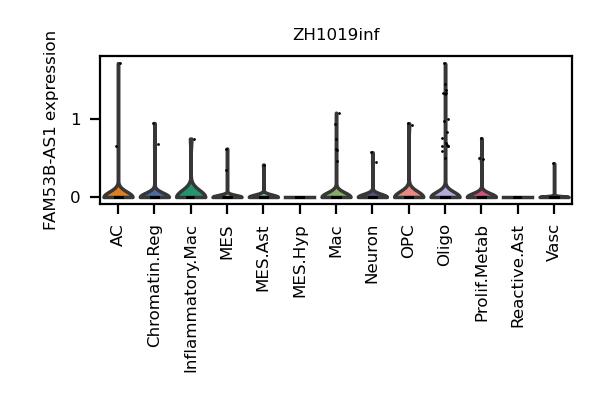 ZH1019inf
FAM53B-AS1 expression
1
0
AC
Chromatin.Reg
Inflammatory.Mac
MES
MES.Ast
MES.Hyp
Mac
Neuron
OPC
Oligo
Prolif.Metab
Reactive.Ast
Vasc